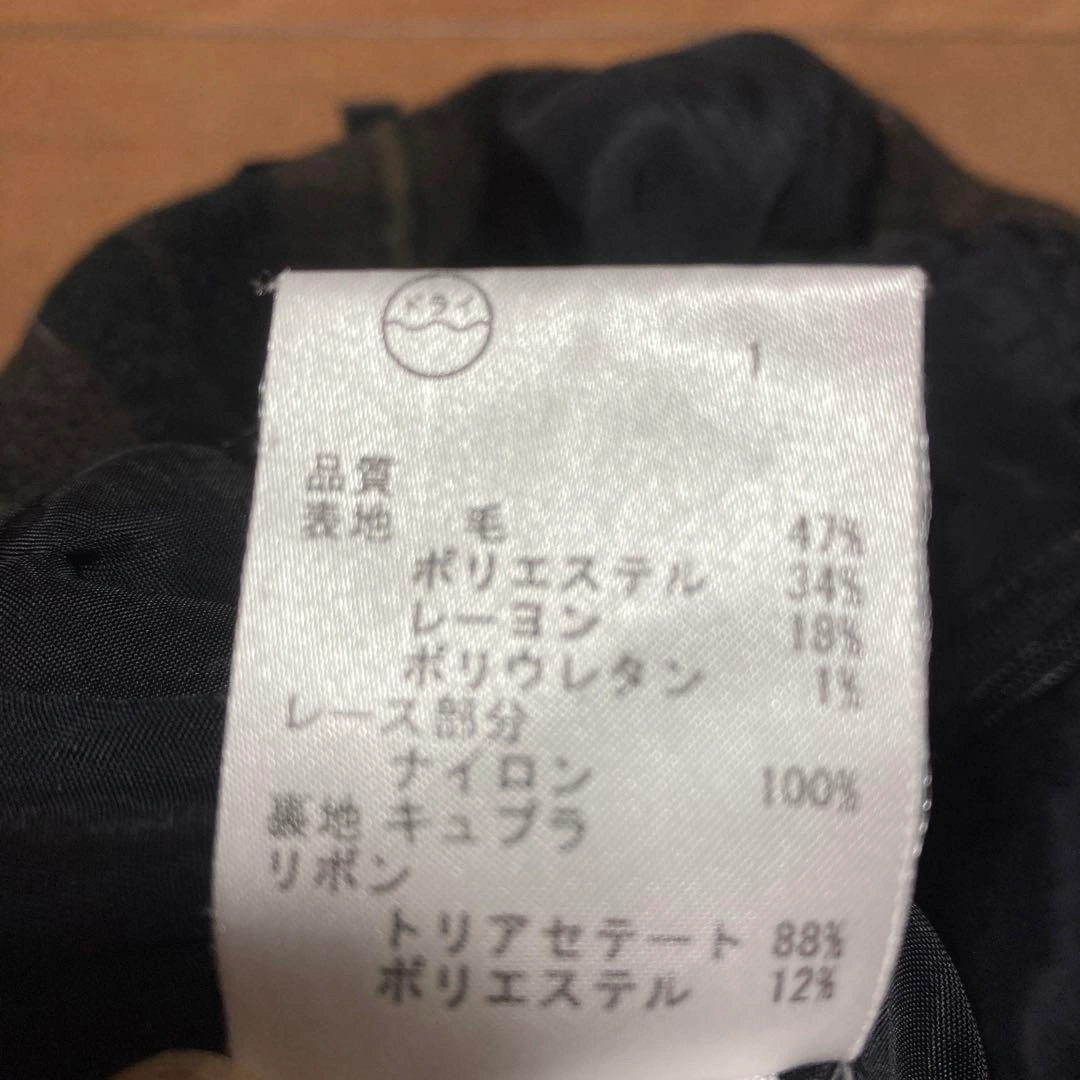 ドライ
1
品質
表地 毛 47%
ポリエステル 34%
レーヨン 18%
ポリウレタン 1%
レース部分
ナイロン 100%
裏地 キュプラ
リボン
トリアセテート 88%
ポリエステル 12%